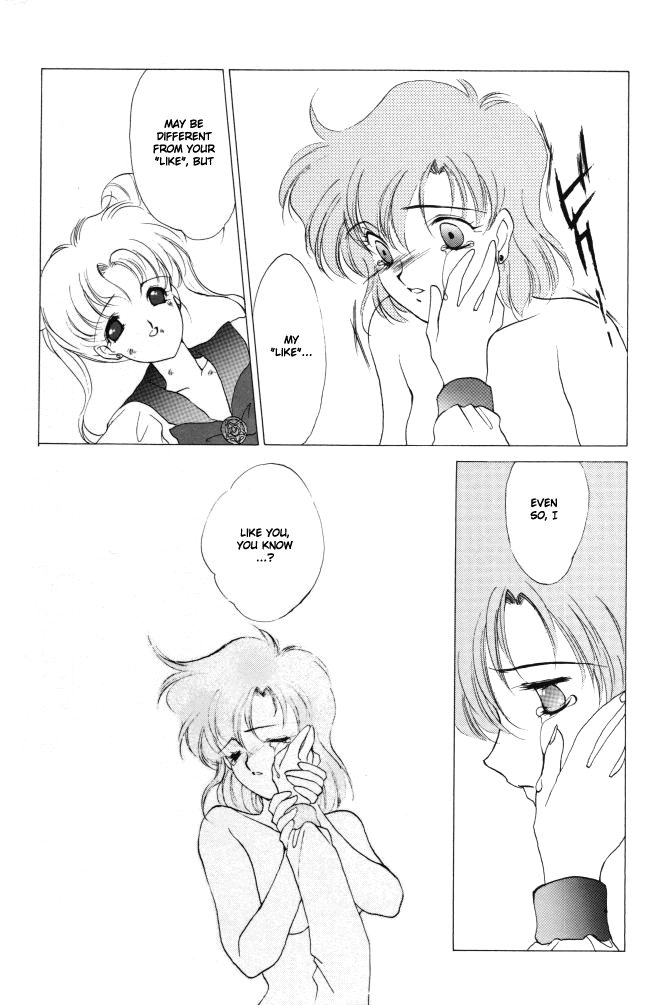 MY
"LIKE"...
MAY BE
DIFFERENT
FROM YOUR
"LIKE", BUT
EVEN
SO, I
LIKE YOU,
YOU KNOW
...?